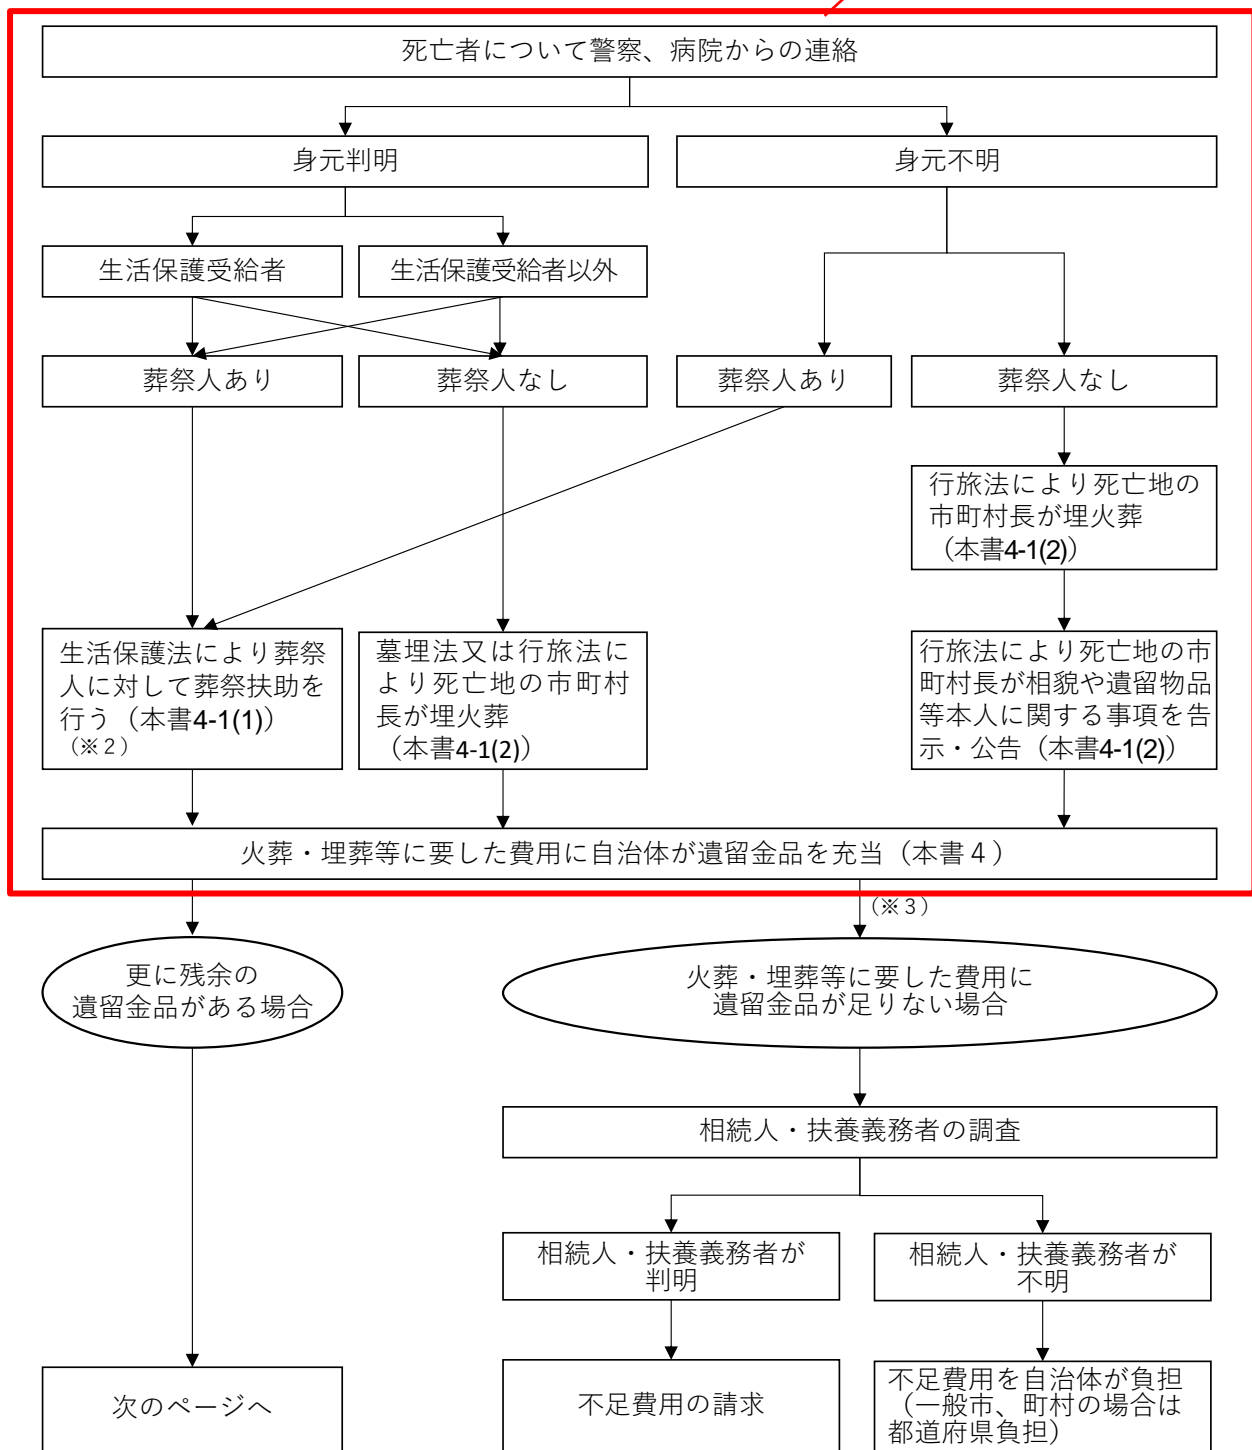 死亡者について警察、病院からの連絡
身元判明
身元不明
生活保護受給者
生活保護受給者以外
葬祭人あり
葬祭人なし
葬祭人あり
葬祭人なし
行旅法により死亡地の
市町村長が埋火葬
（本書4-1(2)）
生活保護法により葬祭
人に対して葬祭扶助を
行う（本書4-1(1)）
（※２）
墓埋法又は行旅法に
より死亡地の市町村
長が埋火葬
（本書4-1(2)）
行旅法により死亡地の市
町村長が相貌や遺留物品
等本人に関する事項を告
示・公告（本書4-1(2)）
火葬・埋葬等に要した費用に自治体が遺留金品を充当（本書４）
（※３）
更に残余の
遺留金品がある場合
火葬・埋葬等に要した費用に
遺留金品が足りない場合
相続人・扶養義務者の調査
相続人・扶養義務者が
判明
相続人・扶養義務者が
不明
次のページへ
不足費用の請求
不足費用を自治体が負担
（一般市、町村の場合は
都道府県負担）